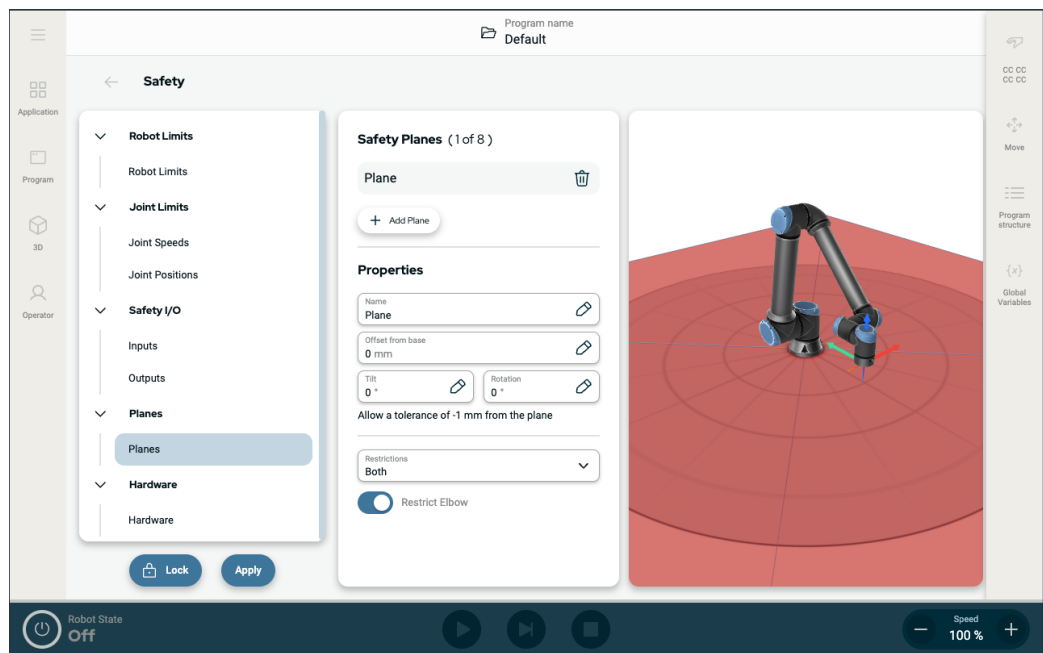 Program name
Default
Safety
Application
Program
3D
Operator
Robot Limits
Robot Limits
Joint Limits
Joint Speeds
Joint Positions
Safety I/O
Inputs
Outputs
Planes
Planes
Hardware
Hardware
Lock
Apply
Safety Planes (1 of 8)
Plane
+ Add Plane
Properties
Name
Plane
Offset from base
0 mm
Tilt
0 °
Rotation
0 °
Allow a tolerance of -1 mm from the plane
Restrictions
Both
Restrict Elbow
CC CC
CC CC
Move
Program
structure
{x}
Global
Variables
Robot State
Off
Speed
100 %